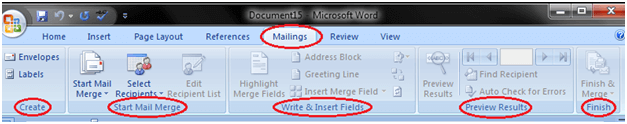 Document15 - Microsoft Word
Home Insert Page Layout References Mailings Review View
Envelopes
Labels
Create
Start Mail Merge
Select Recipients
Edit Recipient List
Start Mail Merge
Highlight Merge Fields
Address Block
Greeting Line
Insert Merge Field
Write & Insert Fields
Preview Results
Find Recipient
Auto Check for Errors
Preview Results
Finish & Merge
Finish